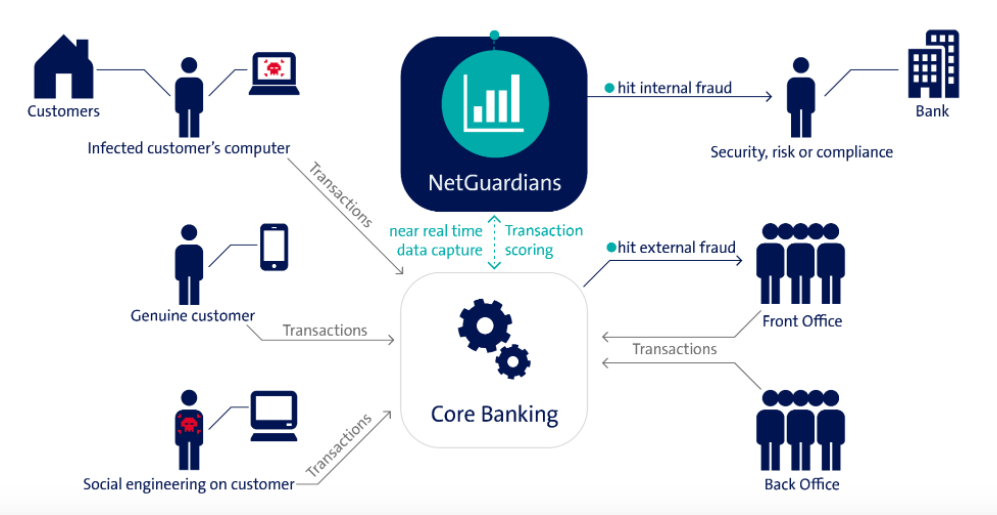 Customers
Infected customer's computer
Transactions
Genuine customer
Transactions
Social engineering on customer
Transactions
NetGuardians
near real time
data capture
Transaction
scoring
Core Banking
hit internal fraud
Security, risk or compliance
Bank
hit external fraud
Front Office
Transactions
Back Office